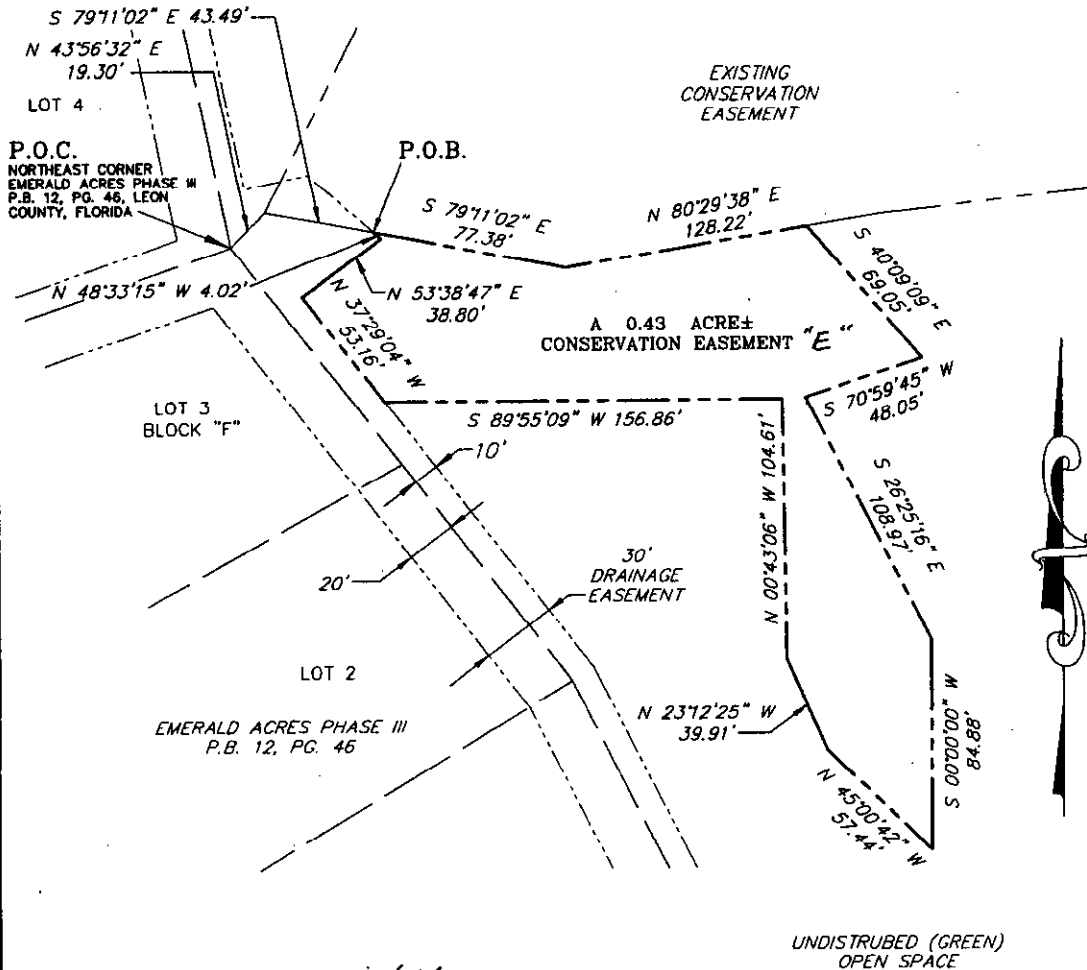 S 79°11'02" E 43.49'
N 43°56'32" E
19.30'
LOT 4
P.O.C.
NORTHEAST CORNER
EMERALD ACRES PHASE III
P.B. 12, PG. 46, LEON
COUNTY, FLORIDA
P.O.B.
EXISTING
CONSERVATION
EASEMENT
S 79°11'02" E
77.38'
N 80°29'38" E
128.22'
S 40°09'09" E
69.05'
N 48°33'15" W 4.02'
N 53°38'47" E
38.80'
N 37°29'04" W
53.16'
A 0.43 ACRE±
CONSERVATION EASEMENT "E"
S 70°59'45" W
48.05'
LOT 3
BLOCK "F"
S 89°55'09" W 156.86'
10'
N 00°43'06" W 104.61'
S 26°25'16" E
108.97'
20'
30'
DRAINAGE
EASEMENT
LOT 2
EMERALD ACRES PHASE III
P.B. 12, PG. 46
N 23°12'25" W
39.91'
S 00°00'00" W
84.88'
N 45°00'42" W
57.44'
UNDISTRUBED (GREEN)
OPEN SPACE